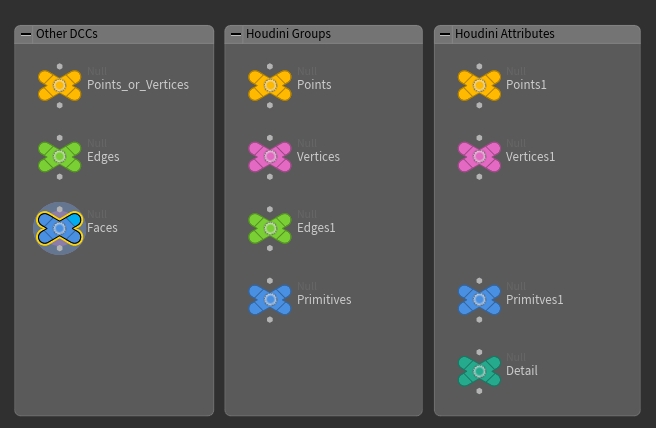 Other DCCs
Null
Points_or_Vertices
Null
Edges
Null
Faces
Houdini Groups
Null
Points
Null
Vertices
Null
Edges1
Null
Primitives
Houdini Attributes
Null
Points1
Null
Vertices1
Null
Primitves1
Null
Detail